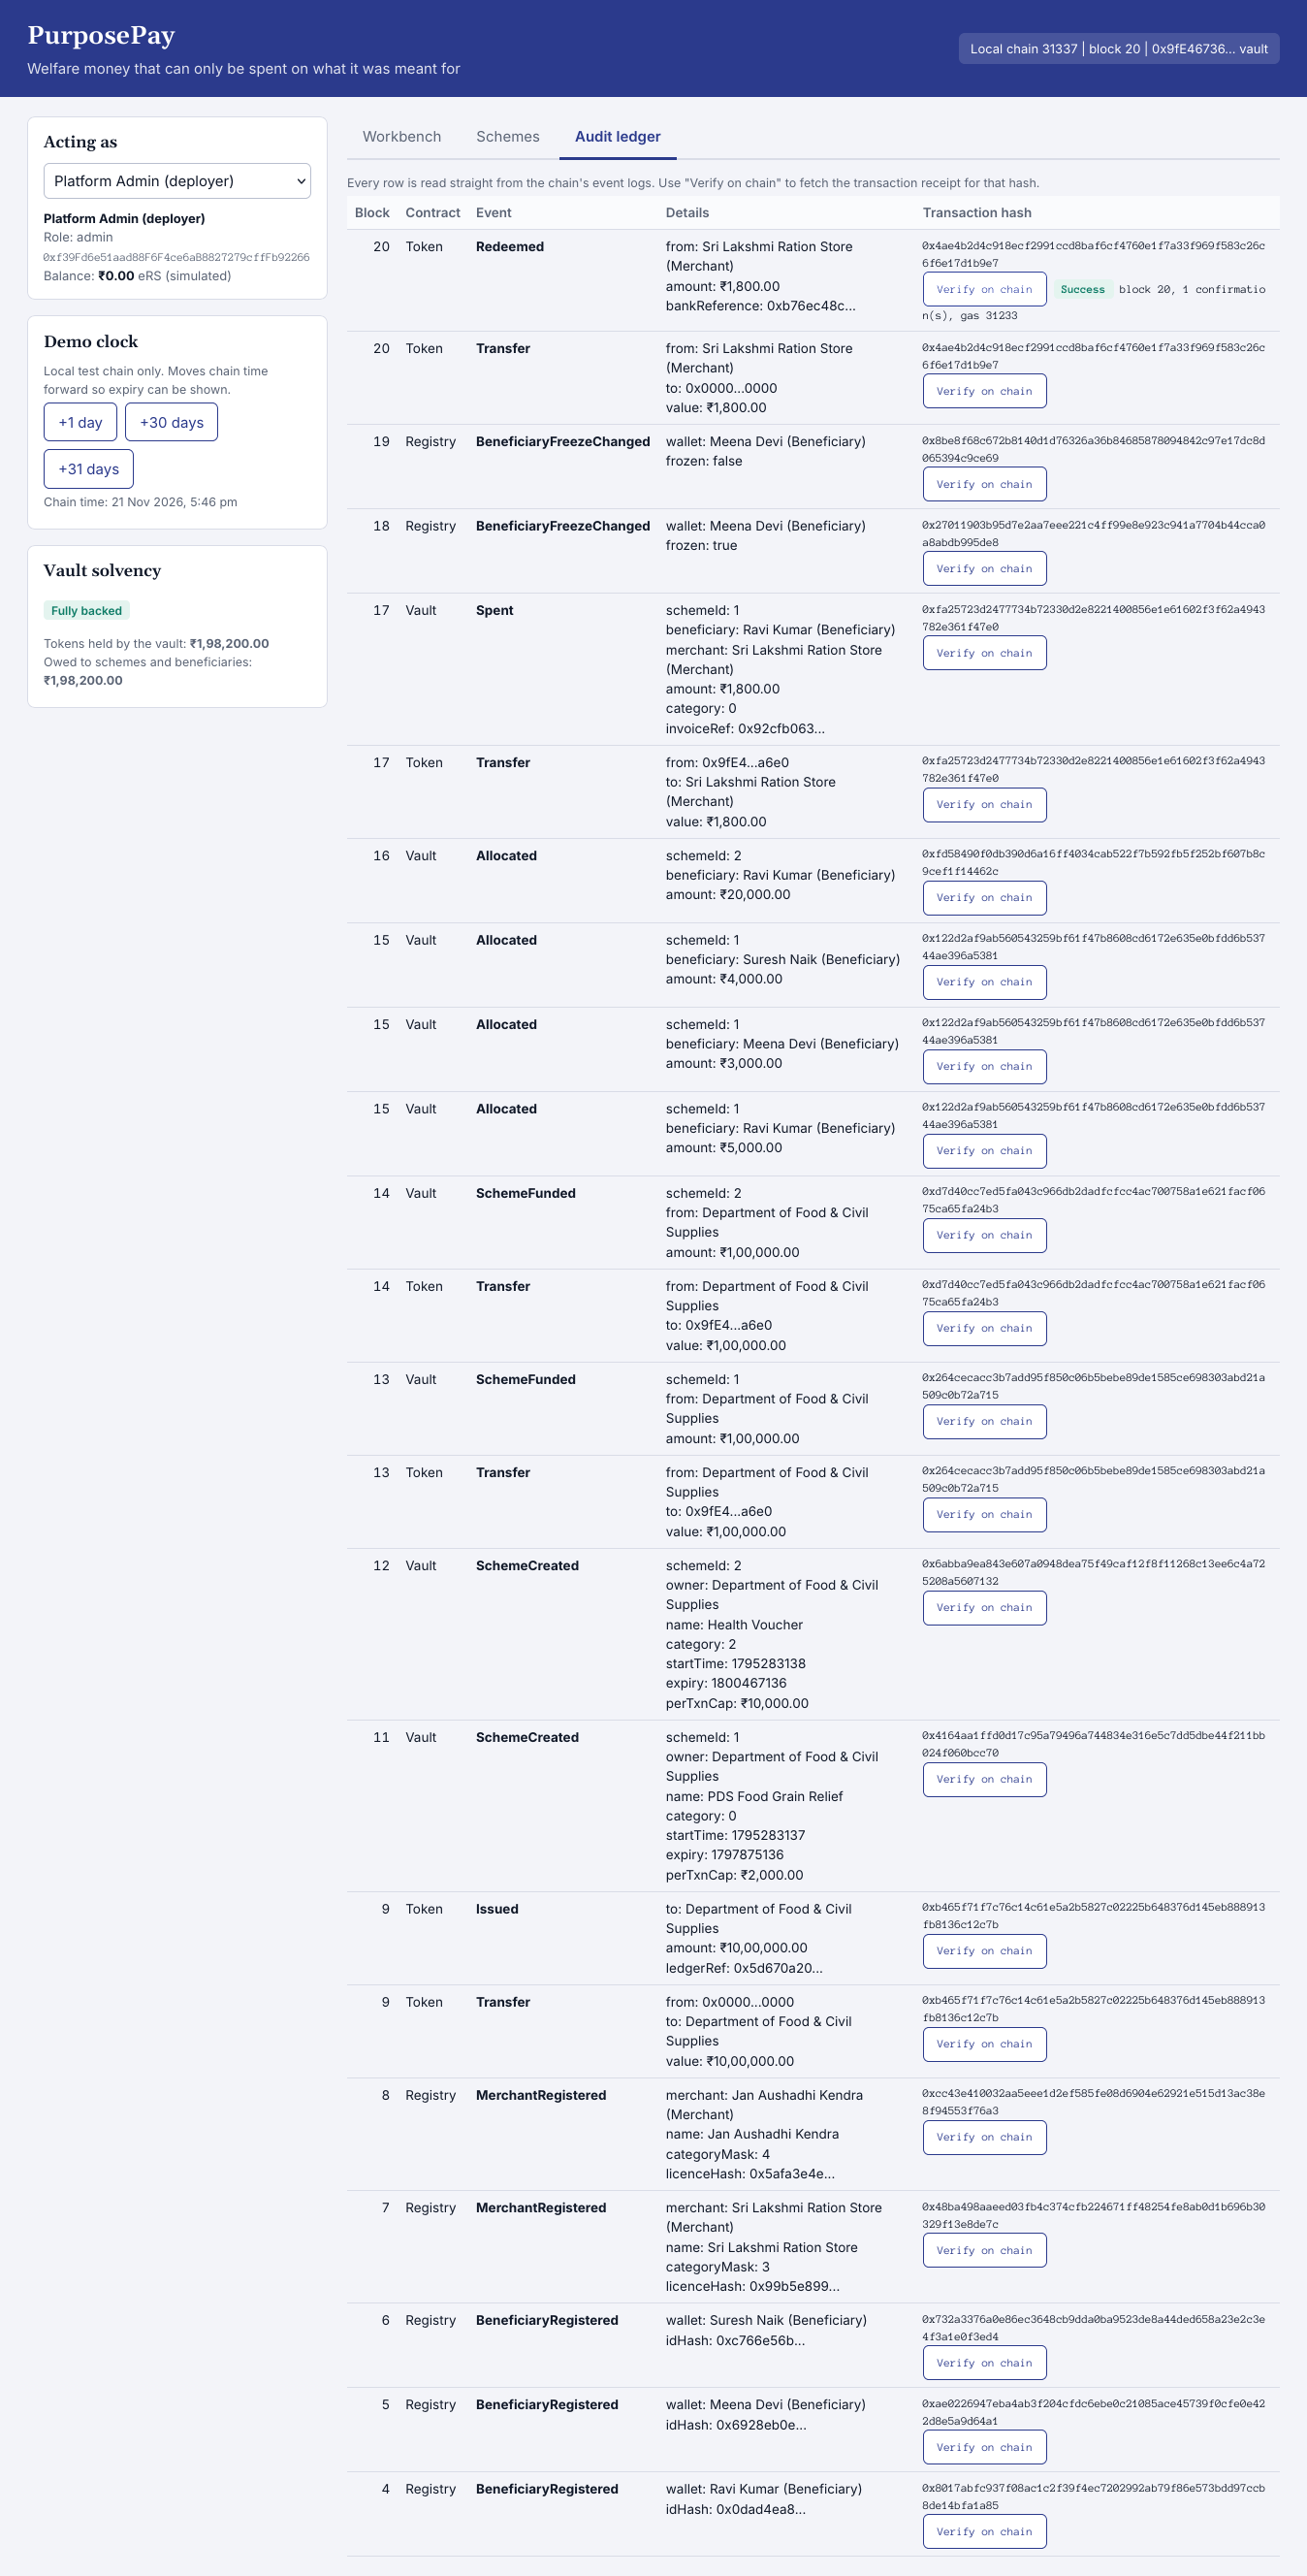 PurposePay
Welfare money that can only be spent on what it was meant for
Local chain 31337 | block 20 | 0x9fE46736... vault
Acting as
Platform Admin (deployer)
Platform Admin (deployer)
Role: admin
0xf39Fd6e51aad88F6F4ce6aB8827279cffFb92266
Balance: ₹0.00 eRS (simulated)
Demo clock
Local test chain only. Moves chain time
forward so expiry can be shown.
+1 day
+30 days
+31 days
Chain time: 21 Nov 2026, 5:46 pm
Vault solvency
Fully backed
Tokens held by the vault: ₹1,98,200.00
Owed to schemes and beneficiaries:
₹1,98,200.00
Workbench
Schemes
Audit ledger
Every row is read straight from the chain's event logs. Use "Verify on chain" to fetch the transaction receipt for that hash.
Block Contract Event Details Transaction hash
20 Token Redeemed
from: Sri Lakshmi Ration Store
(Merchant)
amount: ₹1,800.00
bankReference: 0xb76ec48c...
0x4ae4b2d4c918ecf2991ccd8baf6cf4760e1f7a33f969f583c26c
6f6e17d1b9e7
Verify on chain Success block 20, 1 confirmatio
n(s), gas 31233
20 Token Transfer
from: Sri Lakshmi Ration Store
(Merchant)
to: 0x0000...0000
value: ₹1,800.00
0x4ae4b2d4c918ecf2991ccd8baf6cf4760e1f7a33f969f583c26c
6f6e17d1b9e7
Verify on chain
19 Registry BeneficiaryFreezeChanged
wallet: Meena Devi (Beneficiary)
frozen: false
0x8be8f68c672b8140d1d76326a36b84685878094842c97e17dc8d
065394c9ce69
Verify on chain
18 Registry BeneficiaryFreezeChanged
wallet: Meena Devi (Beneficiary)
frozen: true
0x27011903b95d7e2aa7eee221c4ff99e8e923c941a7704b44cca0
a8abdb995de8
Verify on chain
17 Vault Spent
schemeId: 1
beneficiary: Ravi Kumar (Beneficiary)
merchant: Sri Lakshmi Ration Store
(Merchant)
amount: ₹1,800.00
category: 0
invoiceRef: 0x92cfb063...
0xfa25723d2477734b72330d2e8221400856e1e61602f3f62a4943
782e361f47e0
Verify on chain
17 Token Transfer
from: 0x9fE4...a6e0
to: Sri Lakshmi Ration Store
(Merchant)
value: ₹1,800.00
0xfa25723d2477734b72330d2e8221400856e1e61602f3f62a4943
782e361f47e0
Verify on chain
16 Vault Allocated
schemeId: 2
beneficiary: Ravi Kumar (Beneficiary)
amount: ₹20,000.00
0xfd58490f0db390d6a16ff4034cab522f7b592fb5f252bf607b8c
9cef1f14462c
Verify on chain
15 Vault Allocated
schemeId: 1
beneficiary: Suresh Naik (Beneficiary)
amount: ₹4,000.00
0x122d2af9ab560543259bf61f47b8608cd6172e635e0bfdd6b537
44ae396a5381
Verify on chain
15 Vault Allocated
schemeId: 1
beneficiary: Meena Devi (Beneficiary)
amount: ₹3,000.00
0x122d2af9ab560543259bf61f47b8608cd6172e635e0bfdd6b537
44ae396a5381
Verify on chain
15 Vault Allocated
schemeId: 1
beneficiary: Ravi Kumar (Beneficiary)
amount: ₹5,000.00
0x122d2af9ab560543259bf61f47b8608cd6172e635e0bfdd6b537
44ae396a5381
Verify on chain
14 Vault SchemeFunded
schemeId: 2
from: Department of Food & Civil
Supplies
amount: ₹1,00,000.00
0xd7d40cc7ed5fa043c966db2dadfcfcc4ac700758a1e621facf06
75ca65fa24b3
Verify on chain
14 Token Transfer
from: Department of Food & Civil
Supplies
to: 0x9fE4...a6e0
value: ₹1,00,000.00
0xd7d40cc7ed5fa043c966db2dadfcfcc4ac700758a1e621facf06
75ca65fa24b3
Verify on chain
13 Vault SchemeFunded
schemeId: 1
from: Department of Food & Civil
Supplies
amount: ₹1,00,000.00
0x264cecacc3b7add95f850c06b5bebe89de1585ce698303abd21a
509c0b72a715
Verify on chain
13 Token Transfer
from: Department of Food & Civil
Supplies
to: 0x9fE4...a6e0
value: ₹1,00,000.00
0x264cecacc3b7add95f850c06b5bebe89de1585ce698303abd21a
509c0b72a715
Verify on chain
12 Vault SchemeCreated
schemeId: 2
owner: Department of Food & Civil
Supplies
name: Health Voucher
category: 2
startTime: 1795283138
expiry: 1800467136
perTxnCap: ₹10,000.00
0x6abba9ea843e607a0948dea75f49caf12f8f11268c13ee6c4a72
5208a5607132
Verify on chain
11 Vault SchemeCreated
schemeId: 1
owner: Department of Food & Civil
Supplies
name: PDS Food Grain Relief
category: 0
startTime: 1795283137
expiry: 1797875136
perTxnCap: ₹2,000.00
0x4164aa1ffd0d17c95a79496a744834e316e5c7dd5dbe44f211bb
024f060bcc70
Verify on chain
9 Token Issued
to: Department of Food & Civil
Supplies
amount: ₹10,00,000.00
ledgerRef: 0x5d670a20...
0xb465f71f7c76c14c61e5a2b5827c02225b648376d145eb888913
fb8136c12c7b
Verify on chain
9 Token Transfer
from: 0x0000...0000
to: Department of Food & Civil
Supplies
value: ₹10,00,000.00
0xb465f71f7c76c14c61e5a2b5827c02225b648376d145eb888913
fb8136c12c7b
Verify on chain
8 Registry MerchantRegistered
merchant: Jan Aushadhi Kendra
(Merchant)
name: Jan Aushadhi Kendra
categoryMask: 4
licenceHash: 0x5afa3e4e...
0xcc43e410032aa5eee1d2ef585fe08d6904e62921e515d13ac38e
8f94553f76a3
Verify on chain
7 Registry MerchantRegistered
merchant: Sri Lakshmi Ration Store
(Merchant)
name: Sri Lakshmi Ration Store
categoryMask: 3
licenceHash: 0x99b5e899...
0x48ba498aaeed03fb4c374cfb224671ff48254fe8ab0d1b696b30
329f13e8de7c
Verify on chain
6 Registry BeneficiaryRegistered
wallet: Suresh Naik (Beneficiary)
idHash: 0xc766e56b...
0x732a3376a0e86ec3648cb9dda0ba9523de8a44ded658a23e2c3e
4f3a1e0f3ed4
Verify on chain
5 Registry BeneficiaryRegistered
wallet: Meena Devi (Beneficiary)
idHash: 0x6928eb0e...
0xae0226947eba4ab3f204cfdc6ebe0c21085ace45739f0cfe0e42
2d8e5a9d64a1
Verify on chain
4 Registry BeneficiaryRegistered
wallet: Ravi Kumar (Beneficiary)
idHash: 0x0dad4ea8...
0x8017abfc937f08ac1c2f39f4ec7202992ab79f86e573bdd97ccb
8de14bfa1a85
Verify on chain